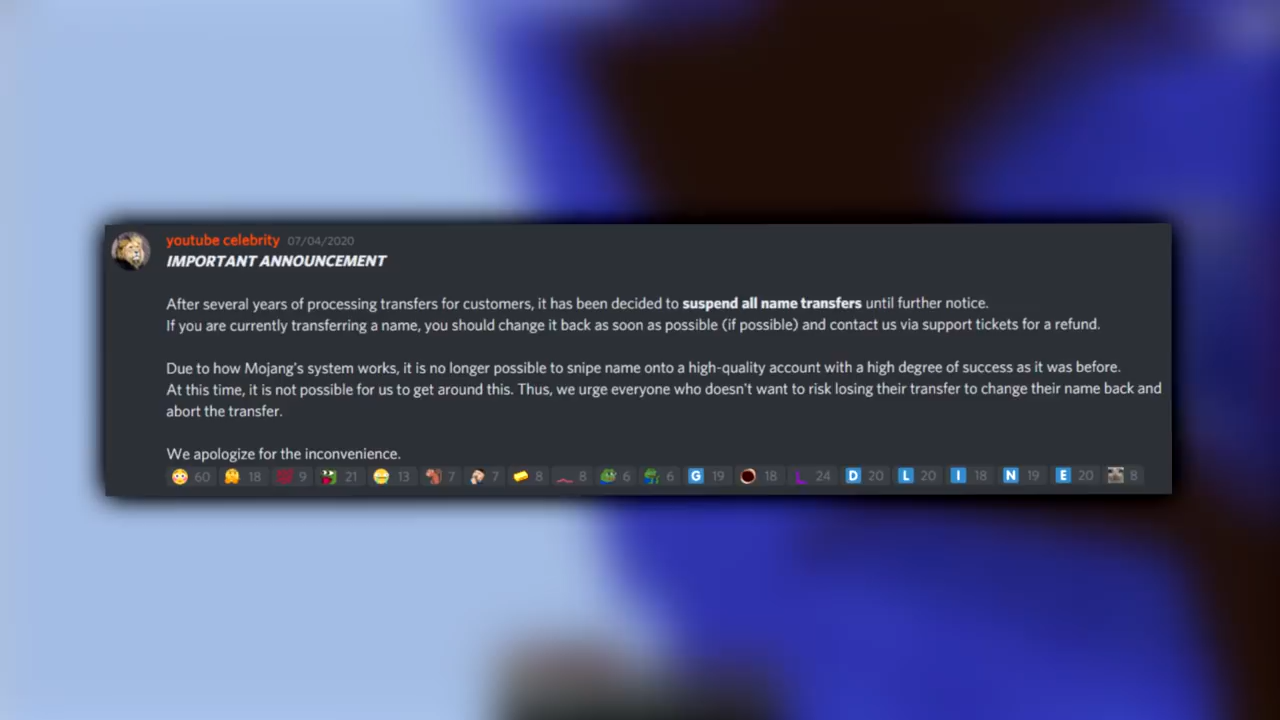 youtube celebrity 07/04/2020
IMPORTANT ANNOUNCEMENT
After several years of processing transfers for customers, it has been decided to suspend all name transfers until further notice.
If you are currently transferring a name, you should change it back as soon as possible (if possible) and contact us via support tickets for a refund.
Due to how Mojang's system works, it is no longer possible to snipe name onto a high-quality account with a high degree of success as it was before.
At this time, it is not possible for us to get around this. Thus, we urge everyone who doesn't want to risk losing their transfer to change their name back and
abort the transfer.
We apologize for the inconvenience.
60 18 9 21 13 7 7 8 8 6 6 G 19 18 L 24 D 20 L 20 I 18 N 19 E 20 8